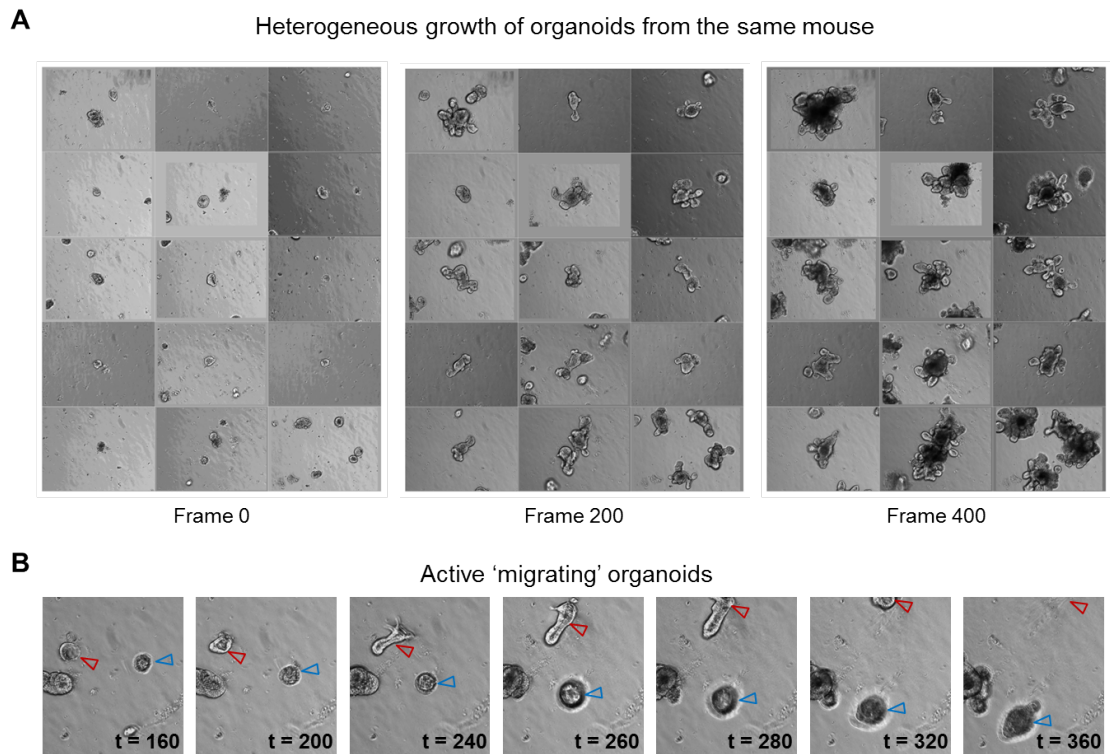 A
Heterogeneous growth of organoids from the same mouse
Frame 0
Frame 200
Frame 400
B
Active ‘migrating’ organoids
t = 160
t = 200
t = 240
t = 260
t = 280
t = 320
t = 360